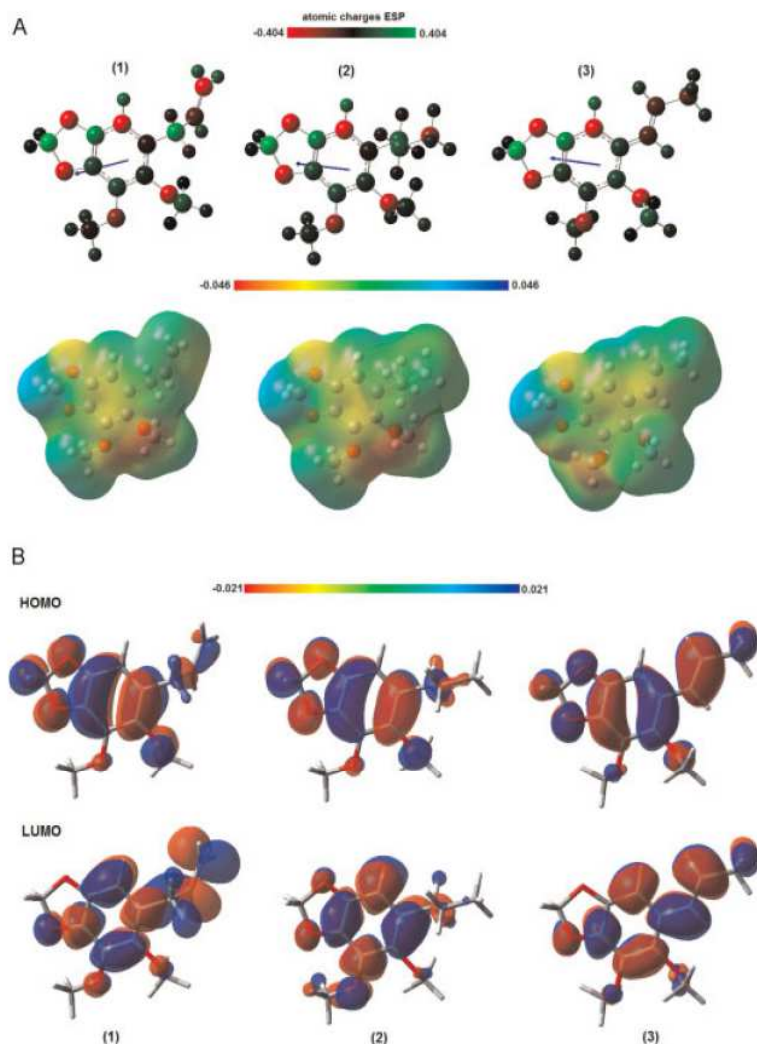 A
atomic charges ESP
-0.404 0.404
(1) (2) (3)
-0.046 0.046
B
-0.021 0.021
HOMO
LUMO
(1) (2) (3)